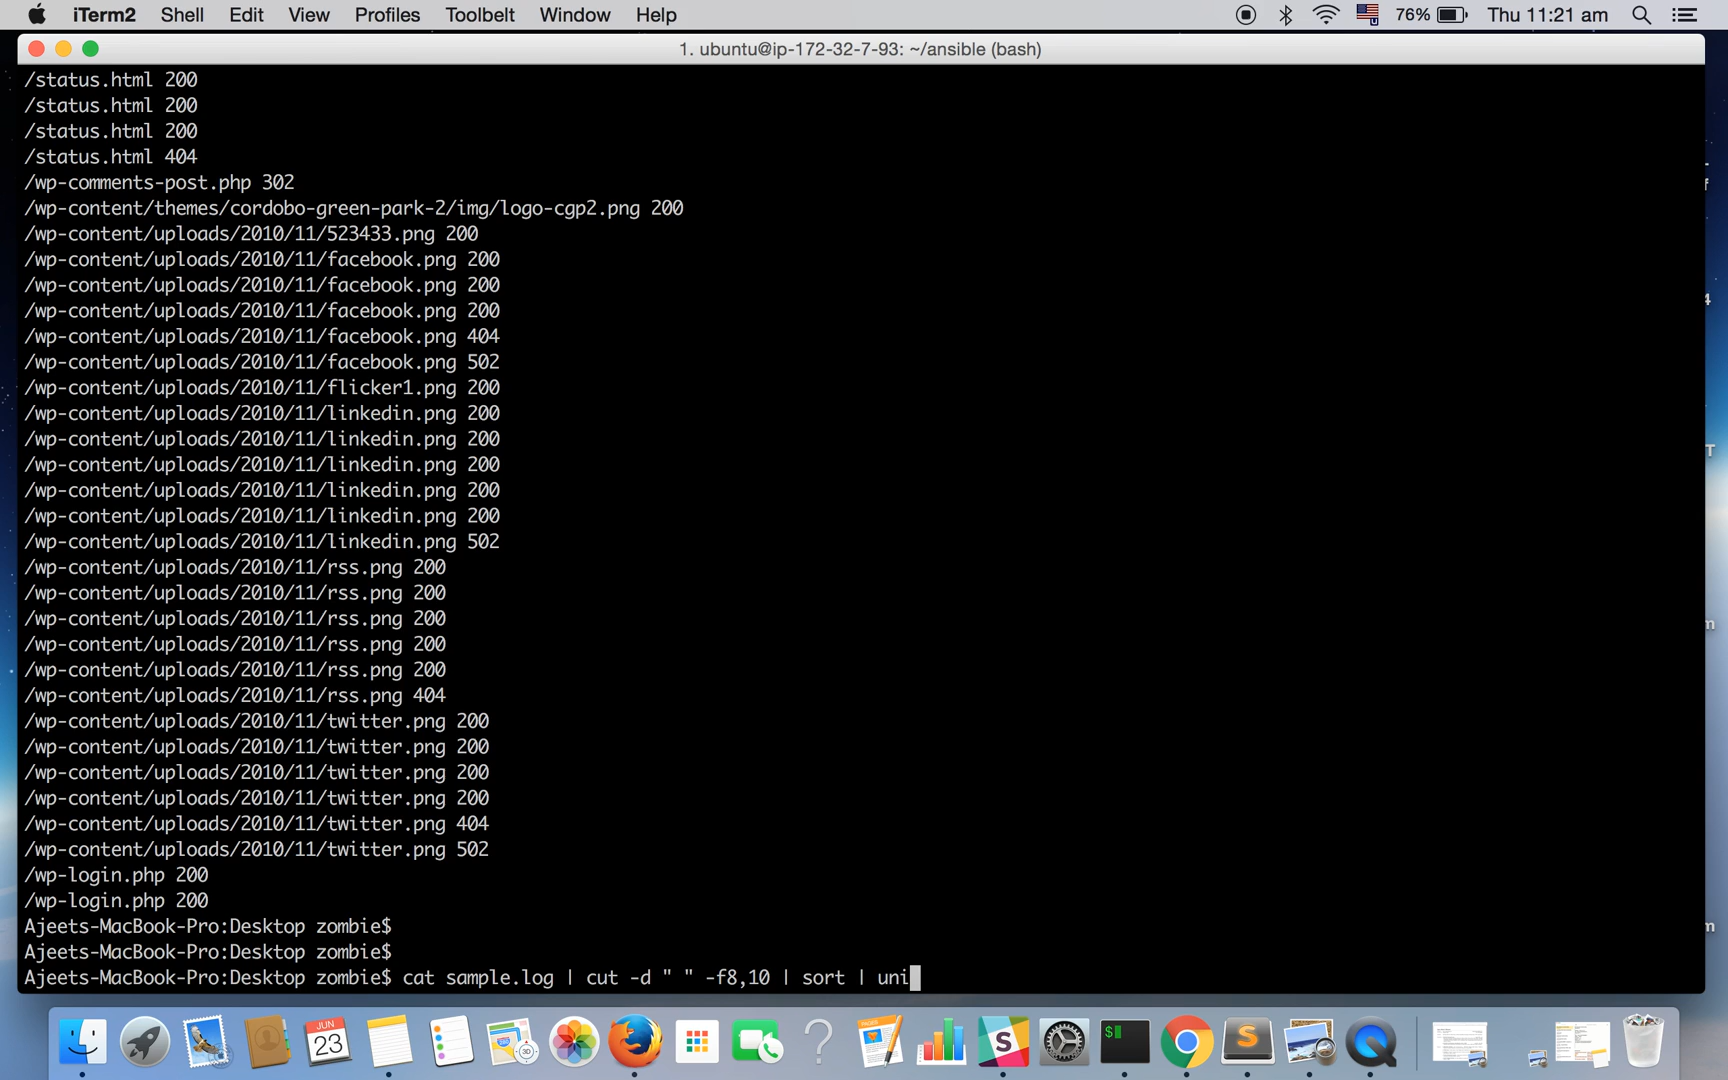 iTerm2 Shell Edit View Profiles Toolbelt Window Help 76% Thu 11:21 am
1. ubuntu@ip-172-32-7-93: ~/ansible (bash)
/status.html 200
/status.html 200
/status.html 200
/status.html 404
/wp-comments-post.php 302
/wp-content/themes/cordobo-green-park-2/img/logo-cgp2.png 200
/wp-content/uploads/2010/11/523433.png 200
/wp-content/uploads/2010/11/facebook.png 200
/wp-content/uploads/2010/11/facebook.png 200
/wp-content/uploads/2010/11/facebook.png 200
/wp-content/uploads/2010/11/facebook.png 404
/wp-content/uploads/2010/11/facebook.png 502
/wp-content/uploads/2010/11/flicker1.png 200
/wp-content/uploads/2010/11/linkedin.png 200
/wp-content/uploads/2010/11/linkedin.png 200
/wp-content/uploads/2010/11/linkedin.png 200
/wp-content/uploads/2010/11/linkedin.png 200
/wp-content/uploads/2010/11/linkedin.png 200
/wp-content/uploads/2010/11/linkedin.png 502
/wp-content/uploads/2010/11/rss.png 200
/wp-content/uploads/2010/11/rss.png 200
/wp-content/uploads/2010/11/rss.png 200
/wp-content/uploads/2010/11/rss.png 200
/wp-content/uploads/2010/11/rss.png 200
/wp-content/uploads/2010/11/rss.png 404
/wp-content/uploads/2010/11/twitter.png 200
/wp-content/uploads/2010/11/twitter.png 200
/wp-content/uploads/2010/11/twitter.png 200
/wp-content/uploads/2010/11/twitter.png 200
/wp-content/uploads/2010/11/twitter.png 404
/wp-content/uploads/2010/11/twitter.png 502
/wp-login.php 200
/wp-login.php 200
Ajeets-MacBook-Pro:Desktop zombie$
Ajeets-MacBook-Pro:Desktop zombie$
Ajeets-MacBook-Pro:Desktop zombie$ cat sample.log | cut -d " " -f8,10 | sort | uni
JUN
23
3D
$
S
S